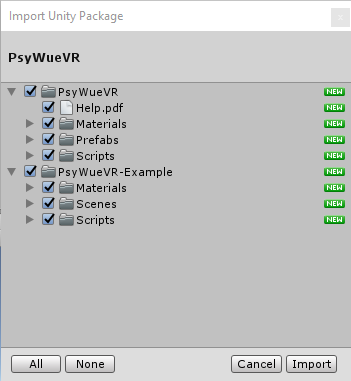 Import Unity Package
PsyWueVR
PsyWueVR NEW
Help.pdf NEW
Materials NEW
Prefabs NEW
Scripts NEW
PsyWueVR-Example NEW
Materials NEW
Scenes NEW
Scripts NEW
All None Cancel Import